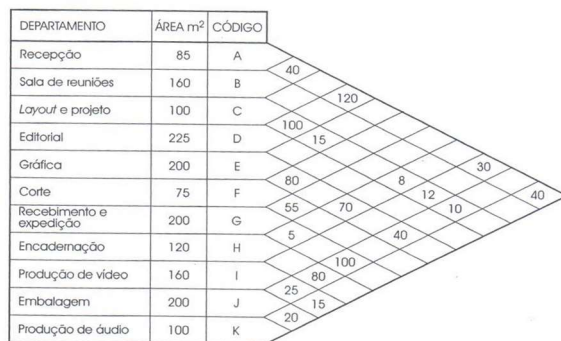 DEPARTAMENTO ÁREA m² CÓDIGO
Recepção 85 A
40
Sala de reuniões 160 B
120
Layout e projeto 100 C
100
15
Editorial 225 D
30
Gráfica 200 E
80 8
12 40
Corte 75 F
55 70 10
Recebimento e
expedição 200 G
5 40
Encadernação 120 H
100
Produção de vídeo 160 I
80
25
Embalagem 200 J
15
20
Produção de áudio 100 K